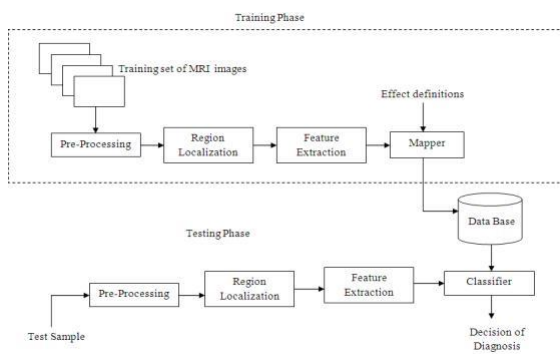 Training Phase
Training set of MRI images
Effect definitions
Pre-Processing
Region
Localization
Feature
Extraction
Mapper
Data Base
Testing Phase
Pre-Processing
Region
Localization
Feature
Extraction
Classifier
Test Sample
Decision of
Diagnosis